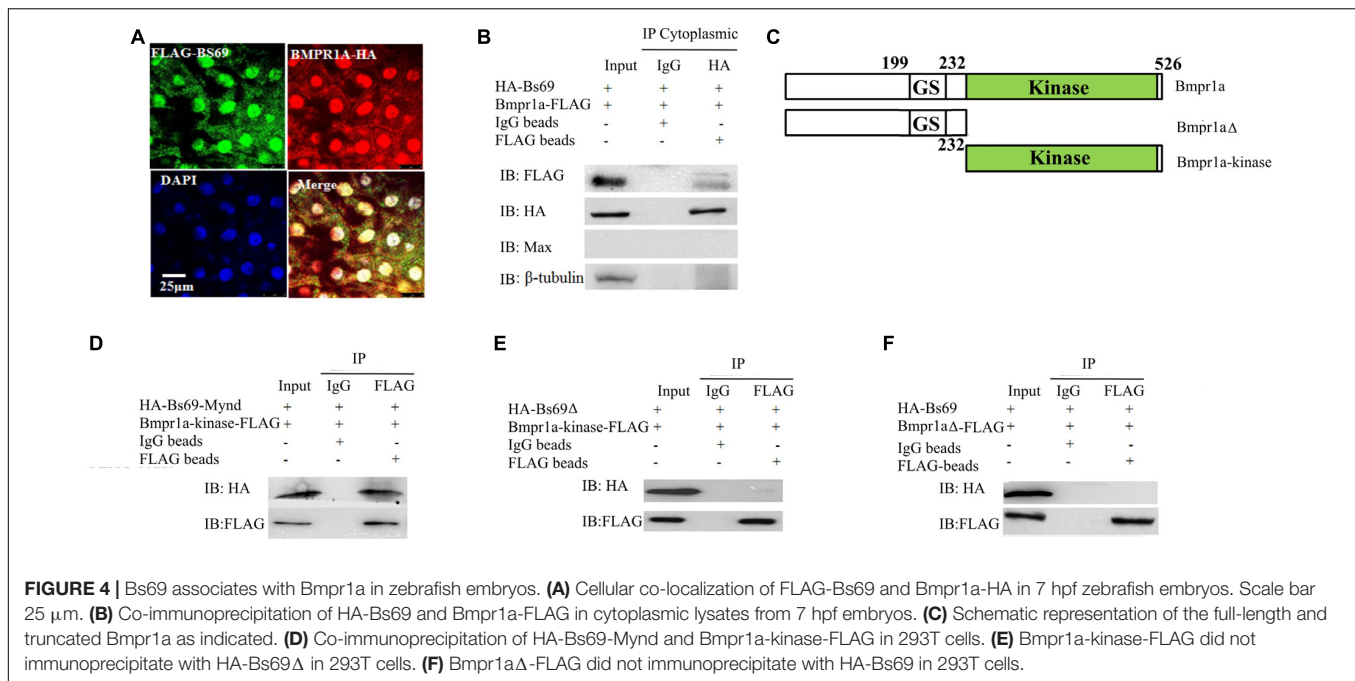 A
FLAG-BS69
BMPR1A-HA
DAPI
Merge
25µm
B
IP Cytoplasmic
Input IgG HA
HA-Bs69 + + +
Bmpr1a-FLAG + + +
IgG beads - + -
FLAG beads - - +
IB: FLAG
IB: HA
IB: Max
IB: β-tubulin
C
199 232 526
GS Kinase Bmpr1a
GS Bmpr1aΔ
232
Kinase Bmpr1a-kinase
D
IP
Input IgG FLAG
HA-Bs69-Mynd + + +
Bmpr1a-kinase-FLAG + + +
IgG beads - + -
FLAG beads - - +
IB: HA
IB:FLAG
E
IP
Input IgG FLAG
HA-Bs69Δ + + +
Bmpr1a-kinase-FLAG + + +
IgG beads - + -
FLAG beads - - +
IB: HA
IB:FLAG
F
IP
Input IgG FLAG
HA-Bs69 + + +
Bmpr1aΔ-FLAG + + +
IgG beads - + -
FLAG-beads - - +
IB: HA
IB:FLAG
FIGURE 4 | Bs69 associates with Bmpr1a in zebrafish embryos. (A) Cellular co-localization of FLAG-Bs69 and Bmpr1a-HA in 7 hpf zebrafish embryos. Scale bar
25 µm. (B) Co-immunoprecipitation of HA-Bs69 and Bmpr1a-FLAG in cytoplasmic lysates from 7 hpf embryos. (C) Schematic representation of the full-length and
truncated Bmpr1a as indicated. (D) Co-immunoprecipitation of HA-Bs69-Mynd and Bmpr1a-kinase-FLAG in 293T cells. (E) Bmpr1a-kinase-FLAG did not
immunoprecipitate with HA-Bs69Δ in 293T cells. (F) Bmpr1aΔ-FLAG did not immunoprecipitate with HA-Bs69 in 293T cells.